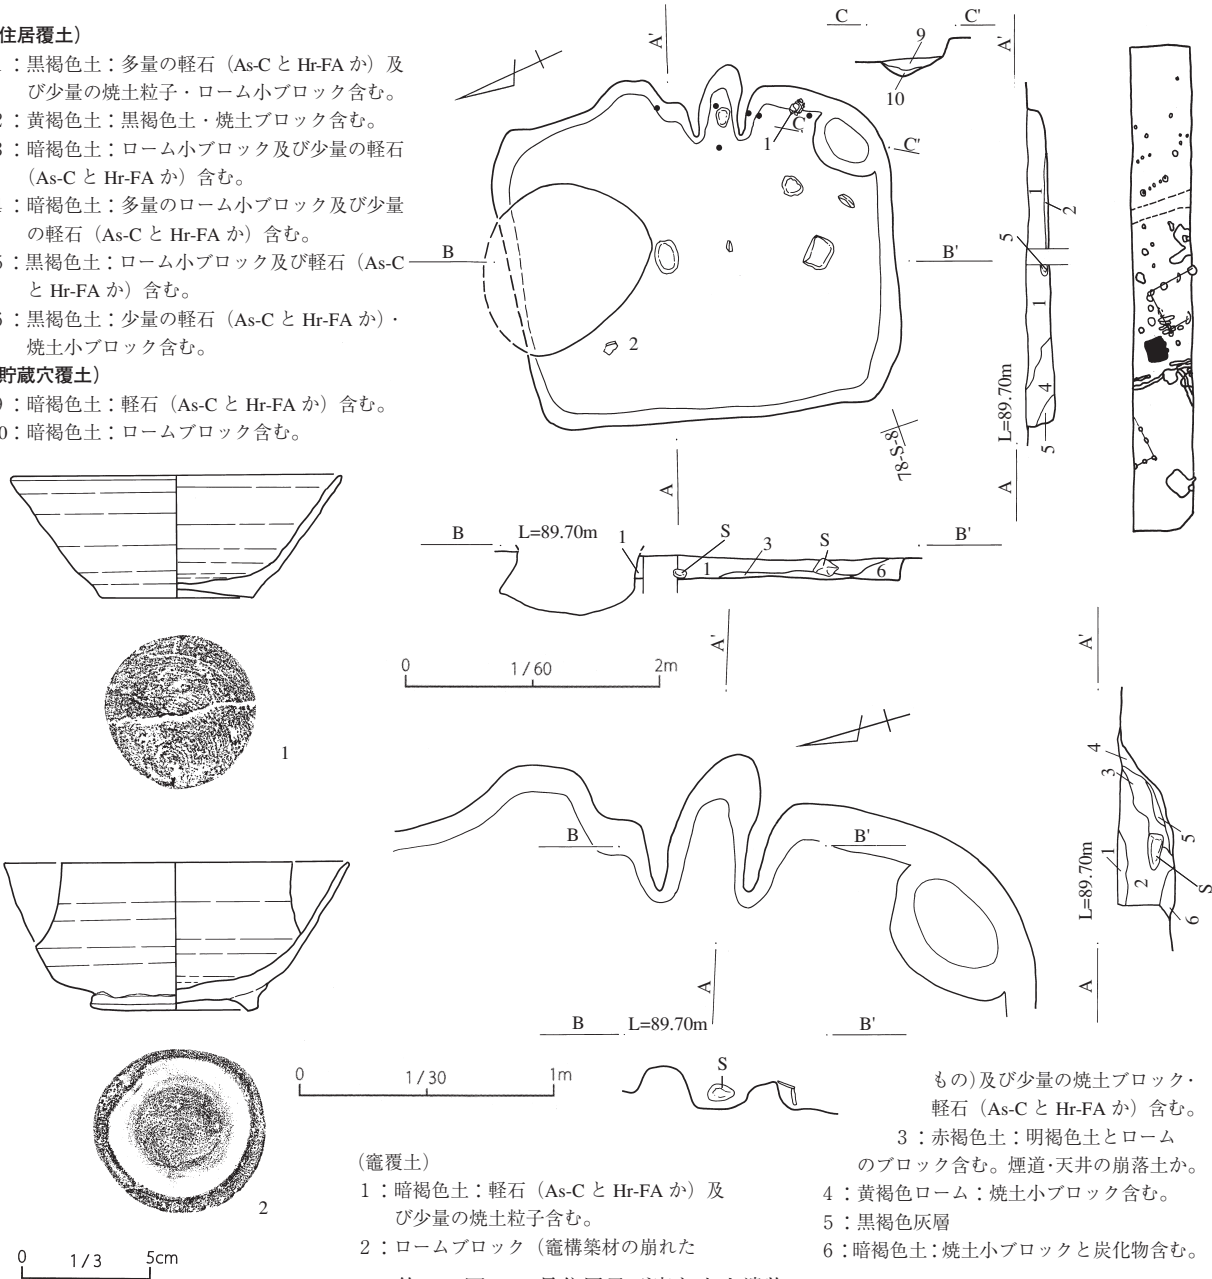 住居覆土）
：黒褐色土：多量の軽石（As-C と Hr-FA か）及
び少量の焼土粒子・ローム小ブロック含む。
：黄褐色土：黒褐色土・焼土ブロック含む。
：暗褐色土：ローム小ブロック及び少量の軽石
（As-C と Hr-FA か）含む。
：暗褐色土：多量のローム小ブロック及び少量
の軽石（As-C と Hr-FA か）含む。
：黒褐色土：ローム小ブロック及び軽石（As-C
と Hr-FA か）含む。
：黒褐色土：少量の軽石（As-C と Hr-FA か）・
焼土小ブロック含む。
貯蔵穴覆土）
：暗褐色土：軽石（As-C と Hr-FA か）含む。
0：暗褐色土：ロームブロック含む。
A'
C
C'
9
10
A'
C
1
C'
B
B'
2
78-S-8
A
1
2
5
1
4
5
L=89.70m
A
B
L=89.70m
1
S
3
S
B'
1
6
0
1/60
2m
A'
A'
1
B
B'
A
4
3
5
1
2
S
6
L=89.70m
A
B
L=89.70m
B'
S
0
1/30
1m
2
0
1/3
5cm
（竈覆土）
1：暗褐色土：軽石（As-C と Hr-FA か）及
び少量の焼土粒子含む。
2：ロームブロック（竈構築材の崩れた
もの）及び少量の焼土ブロック・
軽石（As-C と Hr-FA か）含む。
3：赤褐色土：明褐色土とローム
のブロック含む。煙道・天井の崩落土か。
4：黄褐色ローム：焼土小ブロック含む。
5：黒褐色灰層
6：暗褐色土：焼土小ブロックと炭化物含む。